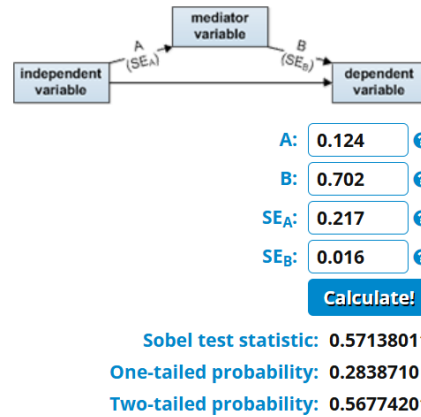 mediator
variable
A
(SEA)
B
(SEB)
independent
variable
dependent
variable
A: 0.124
B: 0.702
SEA: 0.217
SEB: 0.016
Calculate!
Sobel test statistic: 0.5713801
One-tailed probability: 0.2838710
Two-tailed probability: 0.5677420